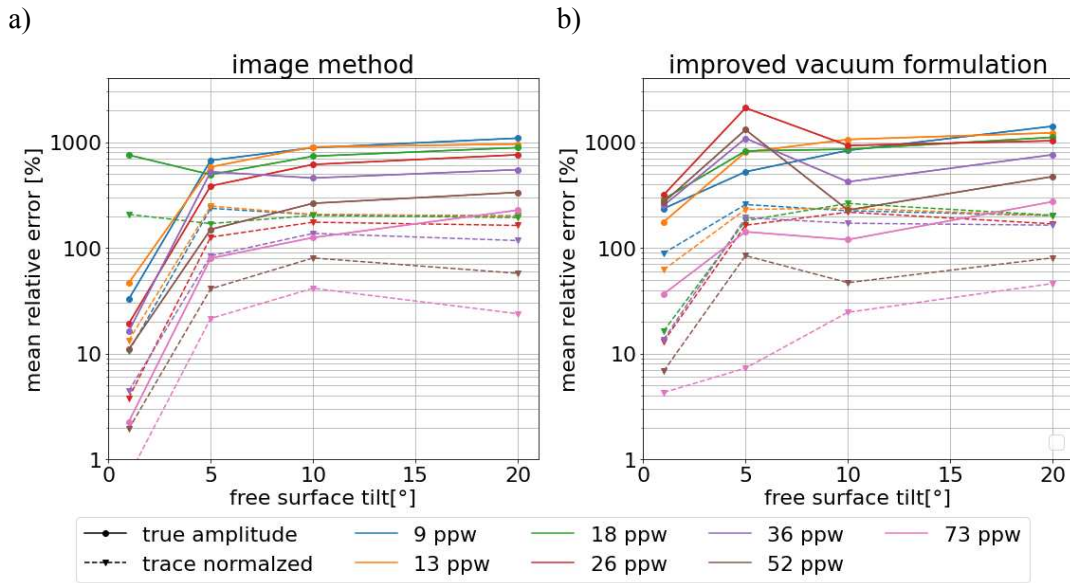 a)
b)
image method
improved vacuum formulation
mean relative error [%]
1000
100
10
1
0
5
10
15
20
free surface tilt[°]
mean relative error [%]
1000
100
10
1
0
5
10
15
20
free surface tilt[°]
true amplitude
9 ppw
18 ppw
36 ppw
73 ppw
trace normalzed
13 ppw
26 ppw
52 ppw